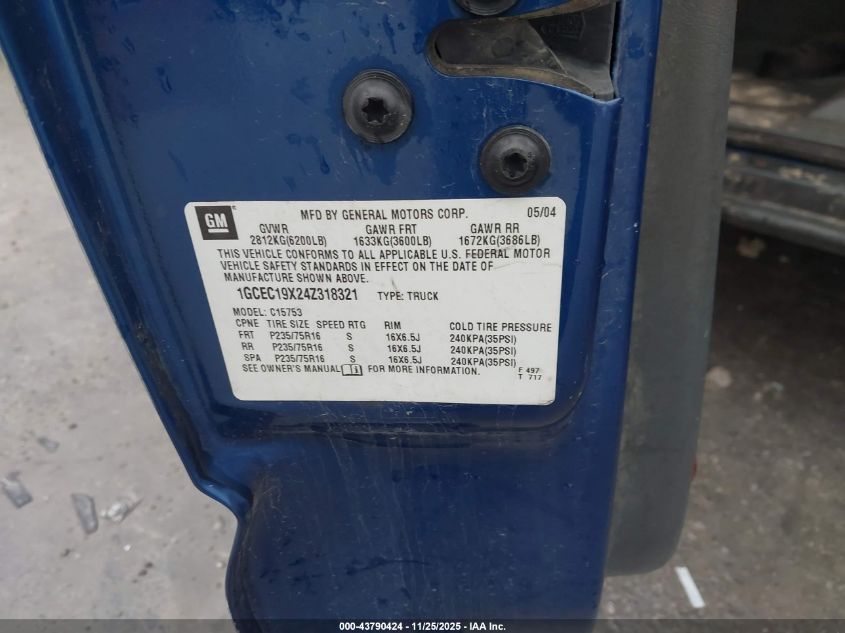 GM
MFD BY GENERAL MOTORS CORP. 05/04
GVWR GAWR FRT GAWR RR
2812KG(6200LB) 1633KG(3600LB) 1672KG(3686LB)
THIS VEHICLE CONFORMS TO ALL APPLICABLE U.S. FEDERAL MOTOR
VEHICLE SAFETY STANDARDS IN EFFECT ON THE DATE OF
MANUFACTURE SHOWN ABOVE.
1GCEC19X24Z318321 TYPE: TRUCK
MODEL: C15753
CPNE TIRE SIZE SPEED RTG RIM COLD TIRE PRESSURE
FRT P235/75R16 S 16X6.5J 240KPA(35PSI)
RR P235/75R16 S 16X6.5J 240KPA(35PSI)
SPA P235/75R16 S 16X6.5J 240KPA(35PSI)
SEE OWNER'S MANUAL FOR MORE INFORMATION.
F 497
T 717
000-43790424 - 11/25/2025 - IAA Inc.